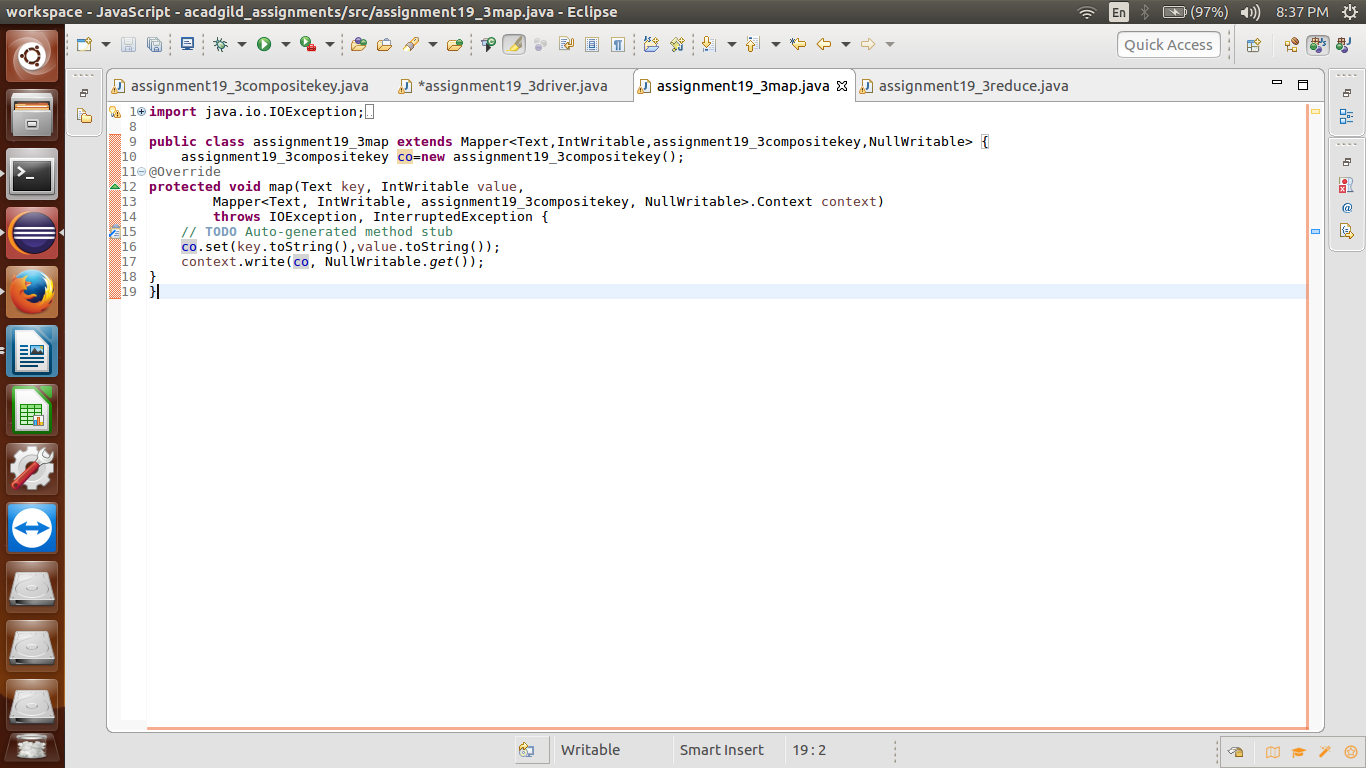 workspace - JavaScript - acadgild_assignments/src/assignment19_3map.java - Eclipse
En (97%) 8:37 PM
Quick Access
assignment19_3compositekey.java *assignment19_3driver.java assignment19_3map.java assignment19_3reduce.java
1 import java.io.IOException;
8
9 public class assignment19_3map extends Mapper<Text,IntWritable,assignment19_3compositekey,NullWritable> {
10 assignment19_3compositekey co=new assignment19_3compositekey();
11 @Override
12 protected void map(Text key, IntWritable value,
13 Mapper<Text, IntWritable, assignment19_3compositekey, NullWritable>.Context context)
14 throws IOException, InterruptedException {
15 // TODO Auto-generated method stub
16 co.set(key.toString(),value.toString());
17 context.write(co, NullWritable.get());
18 }
19 }
Writable Smart Insert 19 : 2